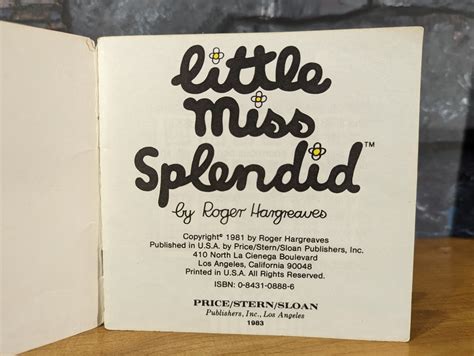 little
miss
Splendid™
by Roger Hargreaves
Copyright© 1981 by Roger Hargreaves
Published in U.S.A. by Price/Stern/Sloan Publishers, Inc.
410 North La Cienega Boulevard
Los Angeles, California 90048
Printed in U.S.A. All Rights Reserved.
ISBN: 0-8431-0888-6
PRICE/STERN/SLOAN
Publishers, Inc., Los Angeles
1983